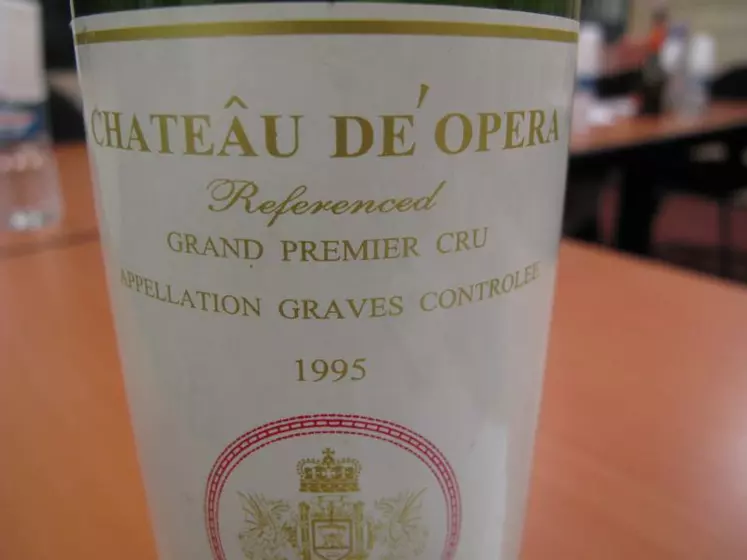 CHATEÂU DE' OPERA
Referenced
GRAND PREMIER CRU
APPELLATION GRAVES CONTROLEE
1995